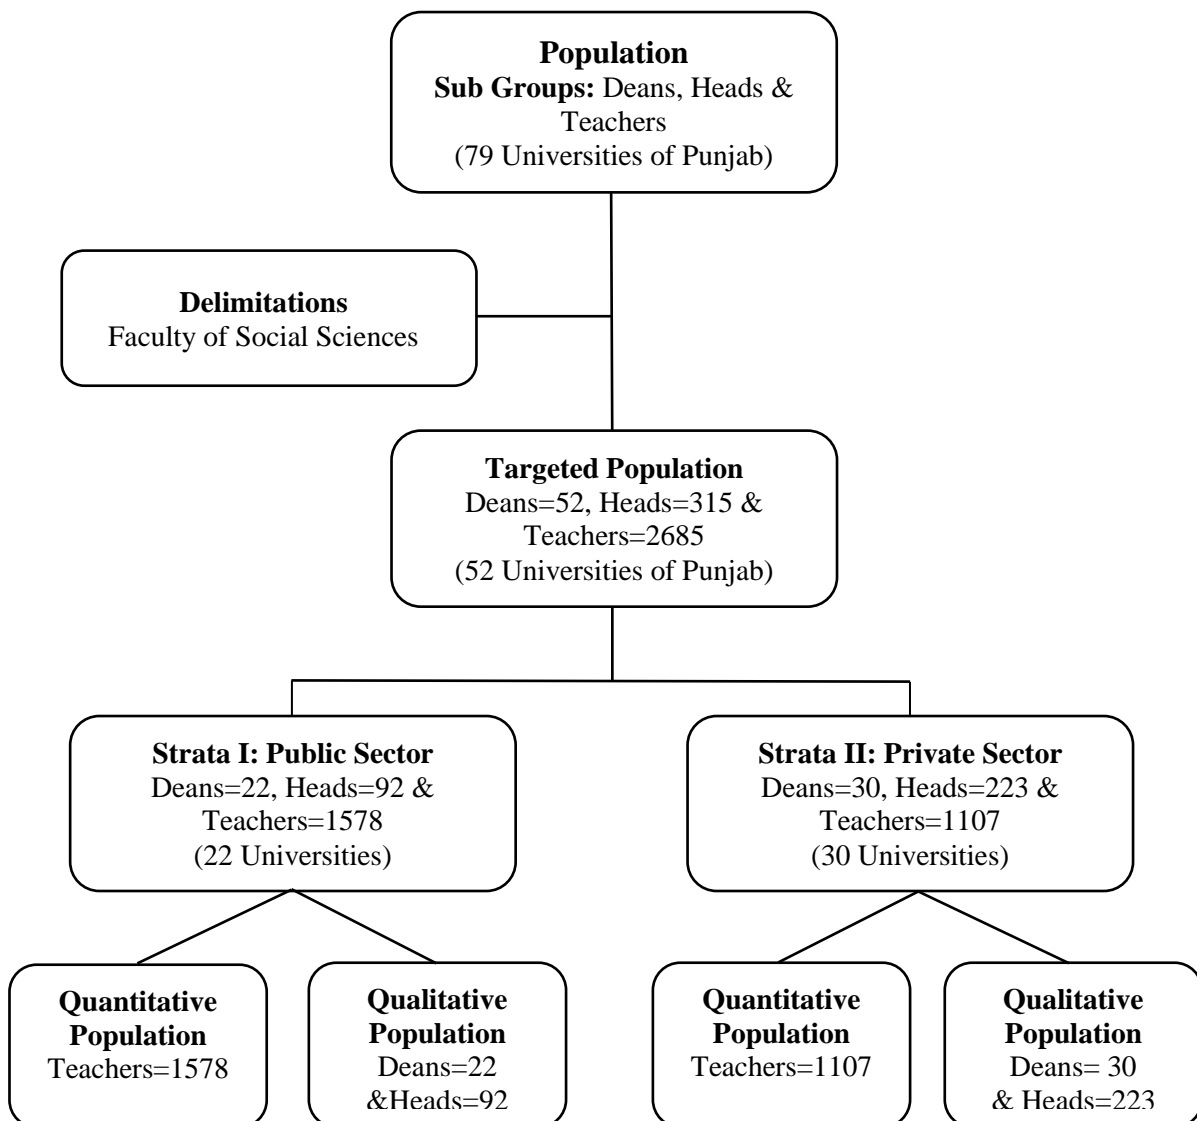 Population
Sub Groups: Deans, Heads &
Teachers
(79 Universities of Punjab)
Delimitations
Faculty of Social Sciences
Targeted Population
Deans=52, Heads=315 &
Teachers=2685
(52 Universities of Punjab)
Strata I: Public Sector
Deans=22, Heads=92 &
Teachers=1578
(22 Universities)
Strata II: Private Sector
Deans=30, Heads=223 &
Teachers=1107
(30 Universities)
Quantitative
Population
Teachers=1578
Qualitative
Population
Deans=22
&Heads=92
Quantitative
Population
Teachers=1107
Qualitative
Population
Deans= 30
& Heads=223